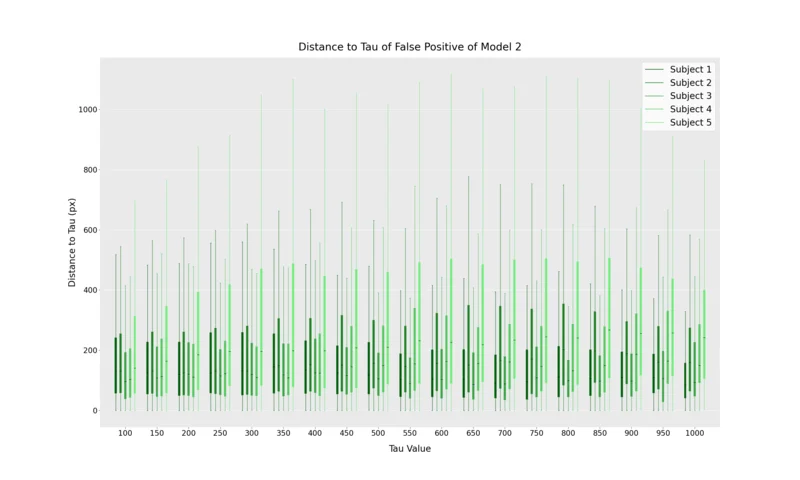 Distance to Tau of False Positive of Model 2
Subject 1
Subject 2
Subject 3
Subject 4
Subject 5
1000
800
600
400
200
0
Distance to Tau (px)
100 150 200 250 300 350 400 450 500 550 600 650 700 750 800 850 900 950 1000
Tau Value